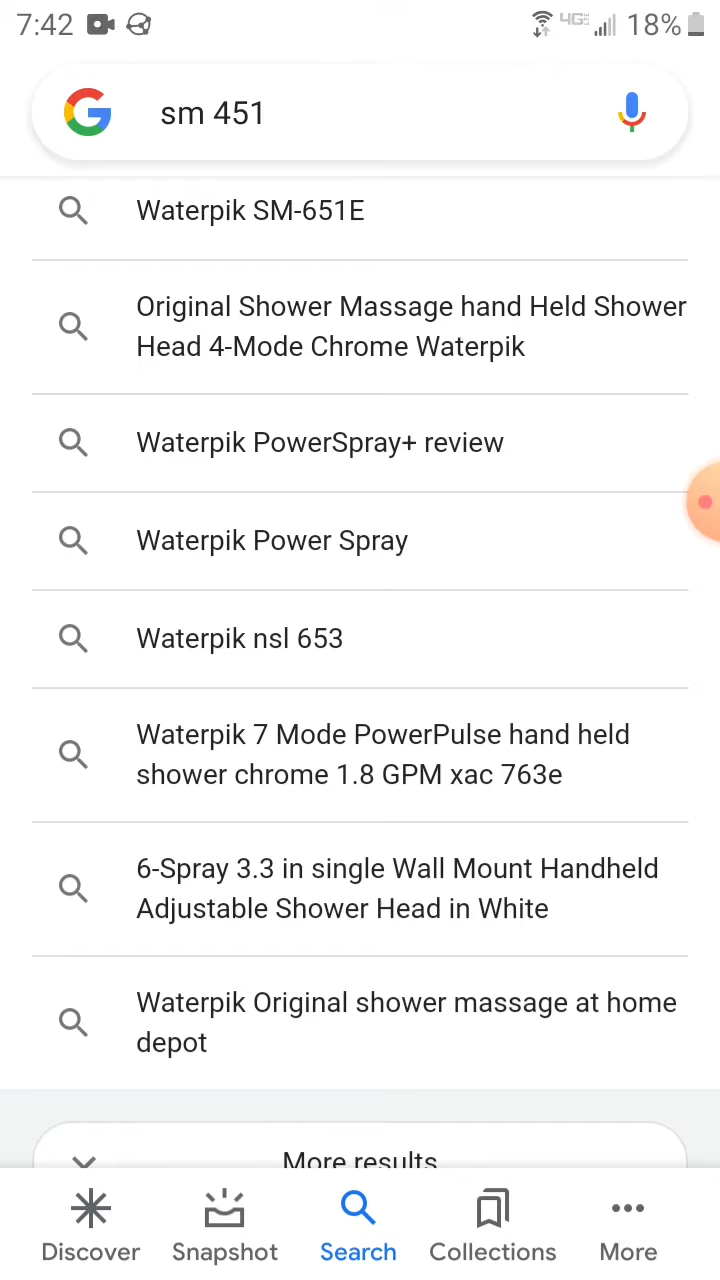 7:42
4G 18%
sm 451
Waterpik SM-651E
Original Shower Massage hand Held Shower
Head 4-Mode Chrome Waterpik
Waterpik PowerSpray+ review
Waterpik Power Spray
Waterpik nsl 653
Waterpik 7 Mode PowerPulse hand held
shower chrome 1.8 GPM xac 763e
6-Spray 3.3 in single Wall Mount Handheld
Adjustable Shower Head in White
Waterpik Original shower massage at home
depot
More results
Discover Snapshot Search Collections More